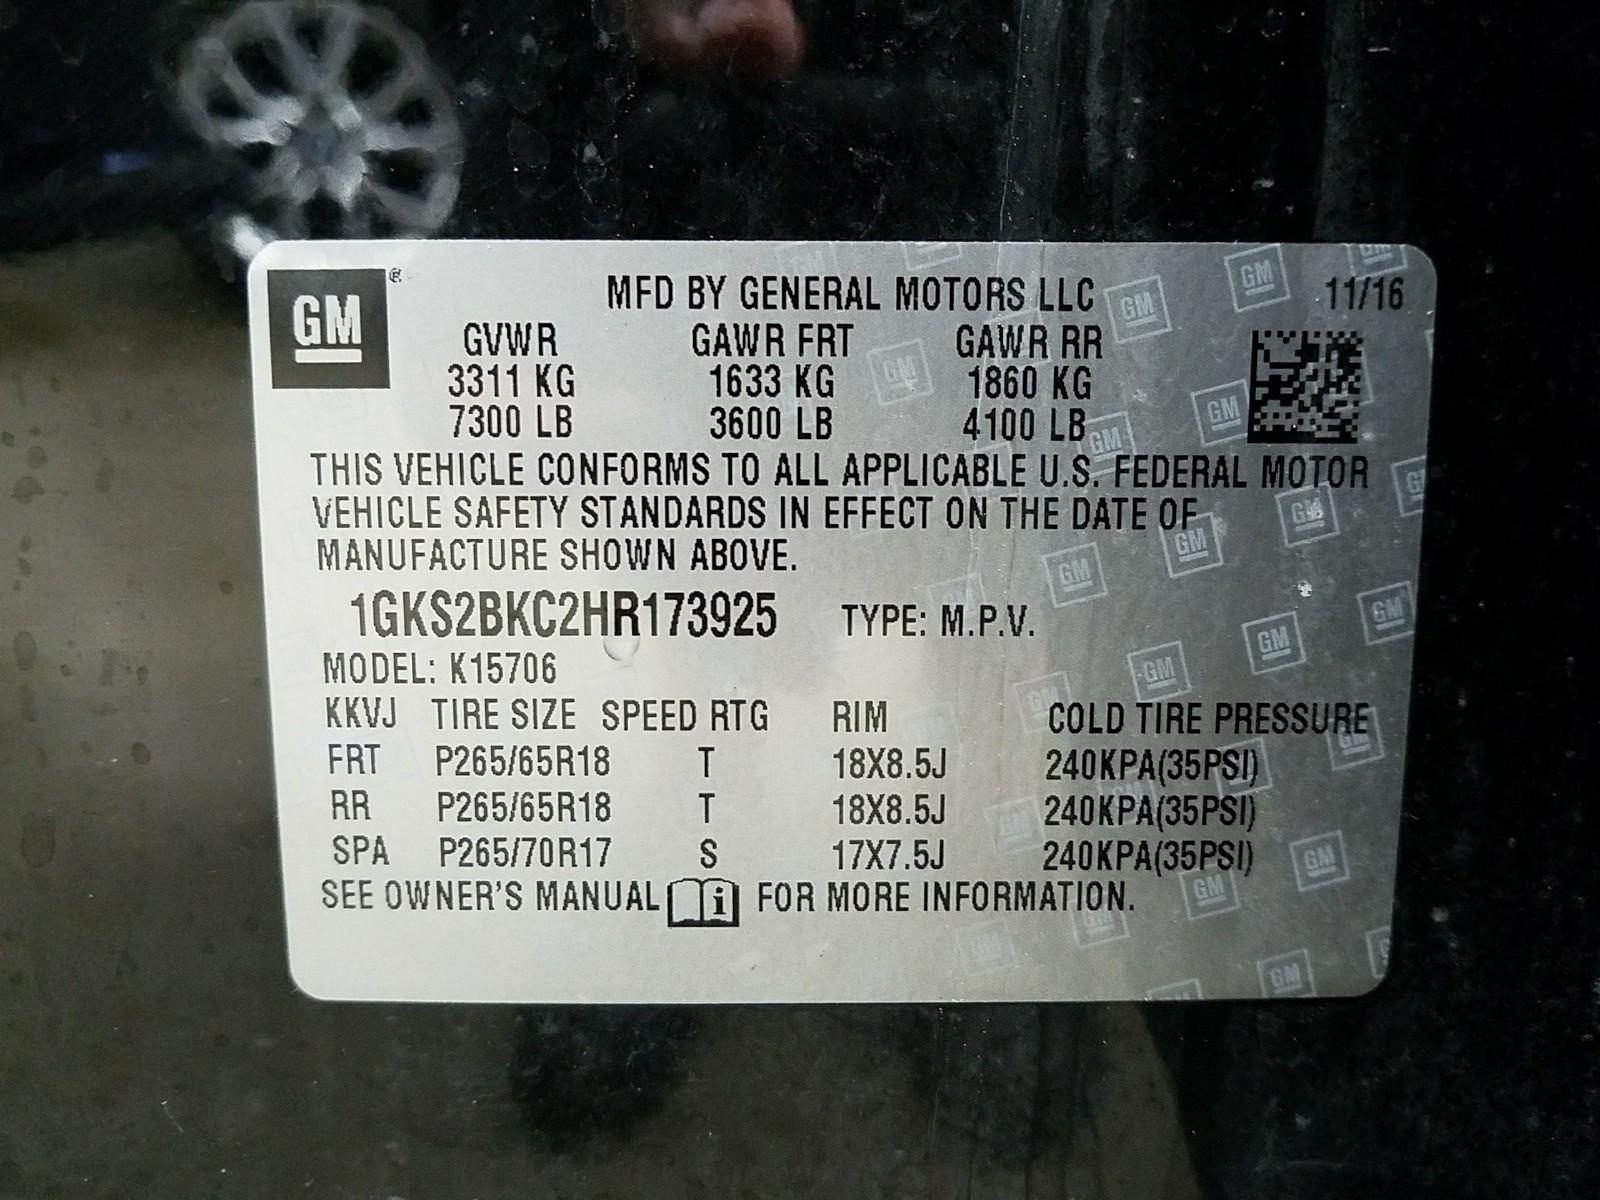 GM
MFD BY GENERAL MOTORS LLC 11/16
GVWR GAWR FRT GAWR RR
3311 KG 1633 KG 1860 KG
7300 LB 3600 LB 4100 LB
THIS VEHICLE CONFORMS TO ALL APPLICABLE U.S. FEDERAL MOTOR
VEHICLE SAFETY STANDARDS IN EFFECT ON THE DATE OF
MANUFACTURE SHOWN ABOVE.
1GKS2BKC2HR173925 TYPE: M.P.V.
MODEL: K15706
KKVJ TIRE SIZE SPEED RTG RIM COLD TIRE PRESSURE
FRT P265/65R18 T 18X8.5J 240KPA(35PSI)
RR P265/65R18 T 18X8.5J 240KPA(35PSI)
SPA P265/70R17 S 17X7.5J 240KPA(35PSI)
SEE OWNER'S MANUAL i FOR MORE INFORMATION.